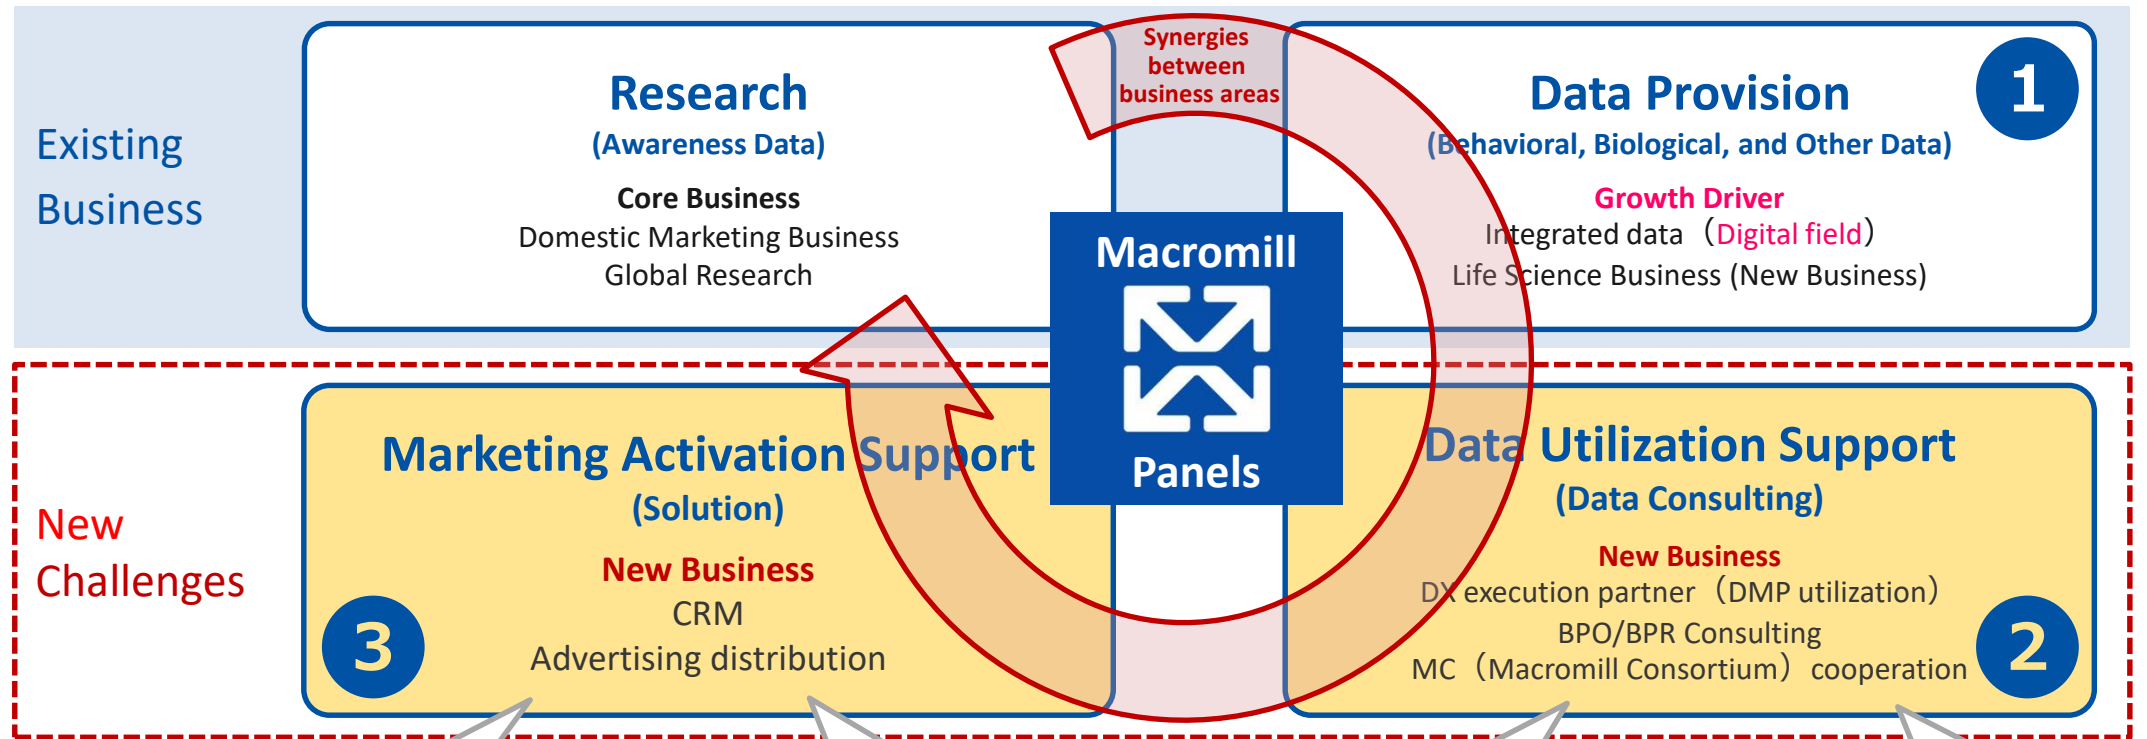 Existing
Business
Research
(Awareness Data)
Core Business
Domestic Marketing Business
Global Research
Synergies
between
business areas
Data Provision
(Behavioral, Biological, and Other Data)
Growth Driver
Integrated data（Digital field）
Life Science Business (New Business)
1
Macromill
Panels
New
Challenges
Marketing Activation Support
(Solution)
New Business
CRM
Advertising distribution
3
Data Utilization Support
(Data Consulting)
New Business
DX execution partner（DMP utilization）
BPO/BPR Consulting
MC（Macromill Consortium）cooperation
2